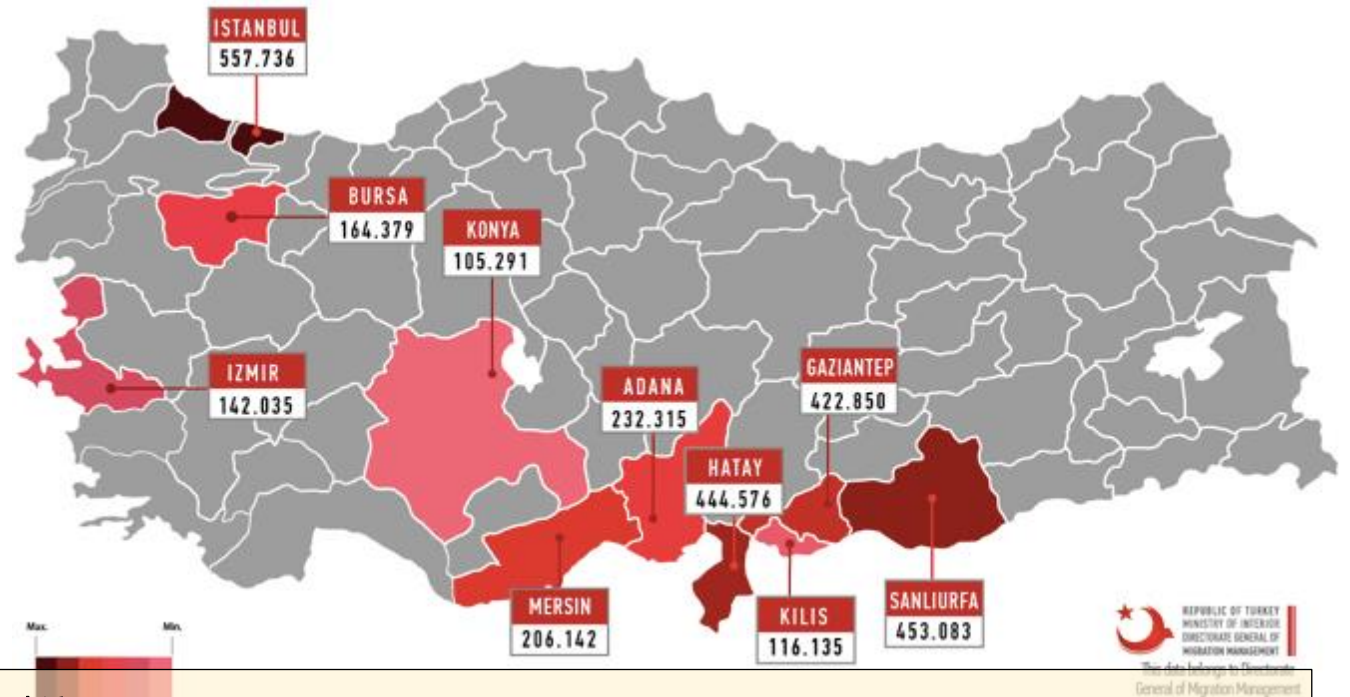 ISTANBUL
557.736
BURSA
164.379
KONYA
105.291
IZMIR
142.035
ADANA
232.315
GAZIANTEP
422.850
HATAY
444.576
MERSIN
206.142
KILIS
116.135
SANLIURFA
453.083
Max.
Min.
REPUBLIC OF TURKEY
MINISTRY OF INTERIOR
DIRECTORATE GENERAL OF
MIGRATION MANAGEMENT
This data belongs to Directorate
General of Migration Management